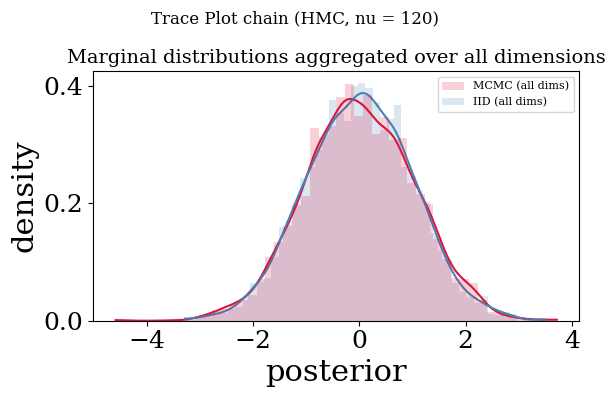 Trace Plot chain (HMC, nu = 120)
Marginal distributions aggregated over all dimensions
MCMC (all dims)
IID (all dims)
density
0.4
0.2
0.0
−4
−2
0
2
4
posterior